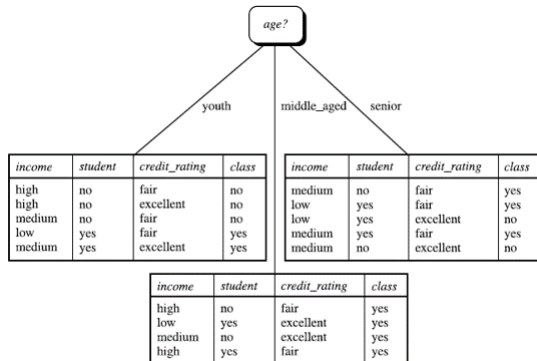 age?
youth
middle_aged
senior
income student credit_rating class
high no fair no
high no excellent no
medium no fair no
low yes fair yes
medium yes excellent yes
income student credit_rating class
medium no fair yes
low yes fair yes
low yes excellent no
medium yes fair yes
medium no excellent no
income student credit_rating class
high no fair yes
low yes excellent yes
medium no excellent yes
high yes fair yes